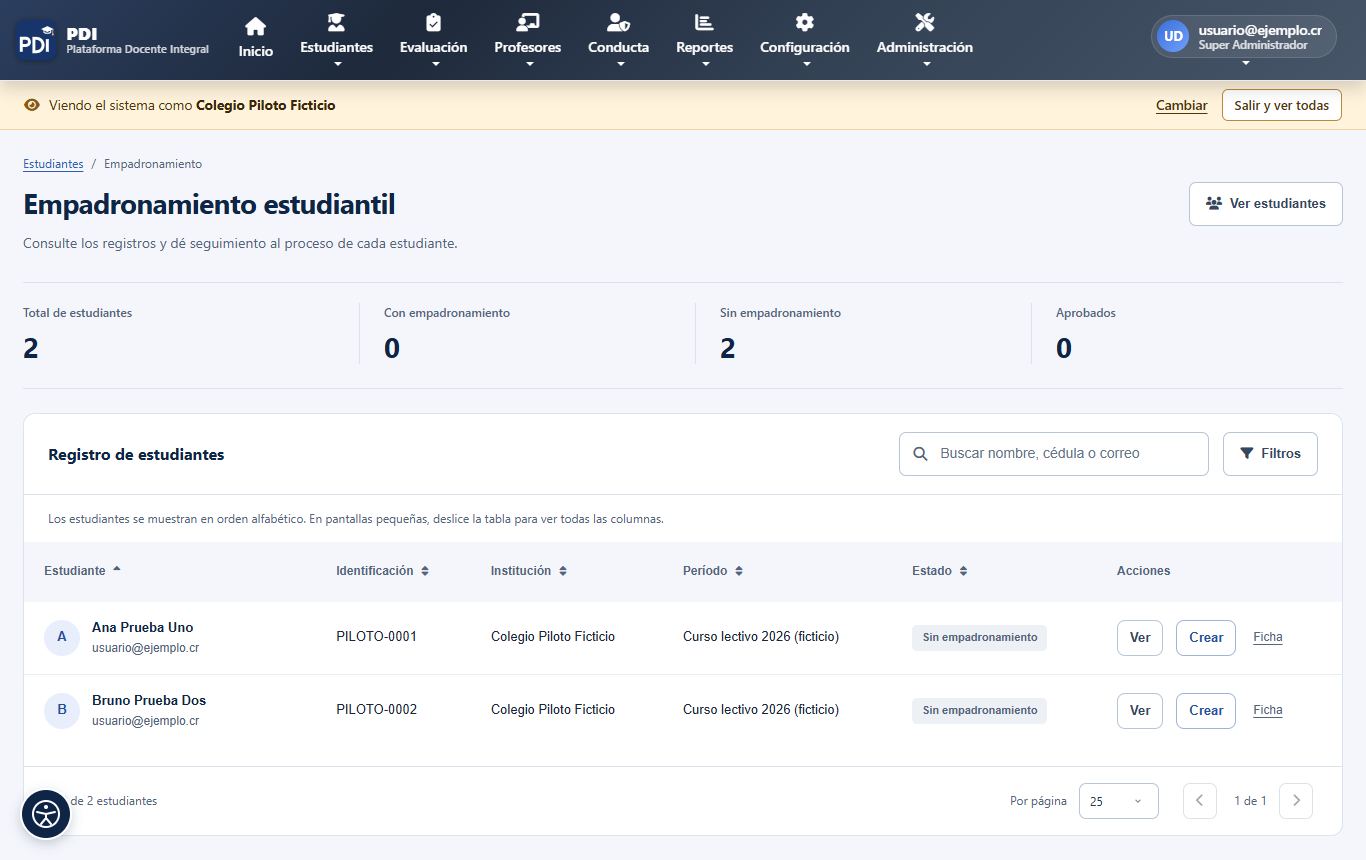 PDI
PDI
Plataforma Docente Integral
Inicio
Estudiantes
Evaluación
Profesores
Conducta
Reportes
Configuración
Administración
UD
usuario@ejemplo.cr
Super Administrador
Viendo el sistema como Colegio Piloto Ficticio
Cambiar
Salir y ver todas
Estudiantes / Empadronamiento
Empadronamiento estudiantil
Ver estudiantes
Consulte los registros y dé seguimiento al proceso de cada estudiante.
Total de estudiantes
2
Con empadronamiento
0
Sin empadronamiento
2
Aprobados
0
Registro de estudiantes
Buscar nombre, cédula o correo
Filtros
Los estudiantes se muestran en orden alfabético. En pantallas pequeñas, deslice la tabla para ver todas las columnas.
Estudiante Identificación Institución Período Estado Acciones
A Ana Prueba Uno PILOTO-0001 Colegio Piloto Ficticio Curso lectivo 2026 (ficticio) Sin empadronamiento Ver Crear Ficha
usuario@ejemplo.cr
B Bruno Prueba Dos PILOTO-0002 Colegio Piloto Ficticio Curso lectivo 2026 (ficticio) Sin empadronamiento Ver Crear Ficha
usuario@ejemplo.cr
de 2 estudiantes
Por página 25 1 de 1